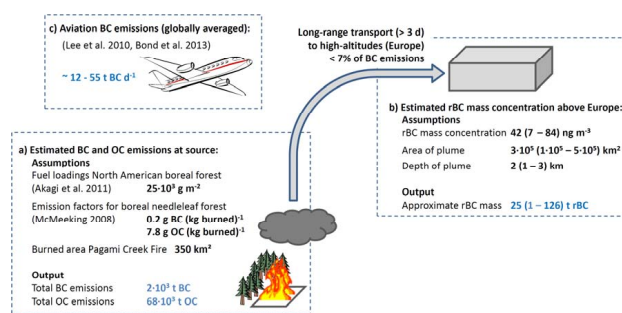 c) Aviation BC emissions (globally averaged):
(Lee et al. 2010, Bond et al. 2013)
~ 12 - 55 t BC d⁻¹
Long-range transport (> 3 d)
to high-altitudes (Europe)
< 7% of BC emissions
b) Estimated rBC mass concentration above Europe:
Assumptions
rBC mass concentration 42 (7 – 84) ng m⁻³
Area of plume 3·10⁵ (1·10⁵ – 5·10⁵) km²
Depth of plume 2 (1 – 3) km
Output
Approximate rBC mass 25 (1 – 126) t rBC
a) Estimated BC and OC emissions at source:
Assumptions
Fuel loadings North American boreal forest
(Akagi et al. 2011) 25·10³ g m⁻²
Emission factors for boreal needleleaf forest
(McMeeking 2008) 0.2 g BC (kg burned)⁻¹
7.8 g OC (kg burned)⁻¹
Burned area Pagami Creek Fire 350 km²
Output
Total BC emissions 2·10³ t BC
Total OC emissions 68·10³ t OC